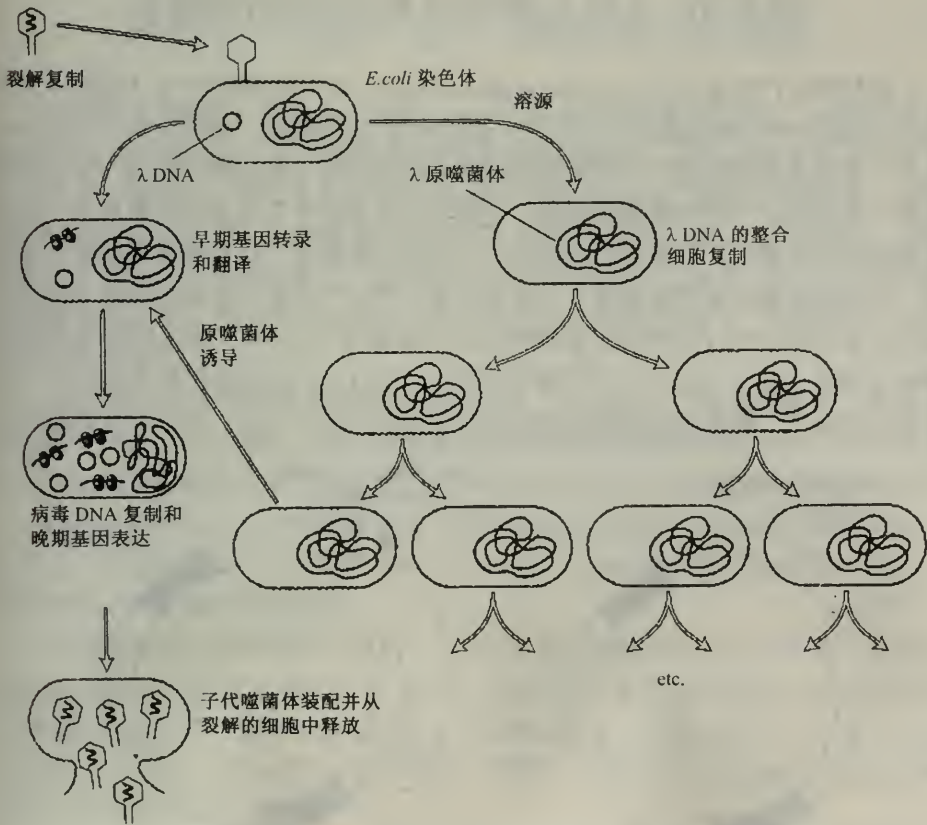 裂解复制
E.coli 染色体
溶源
λ DNA
λ 原噬菌体
早期基因转录
和翻译
λ DNA 的整合
细胞复制
原噬菌体
诱导
病毒 DNA 复制和
晚期基因表达
etc.
子代噬菌体装配并从
裂解的细胞中释放